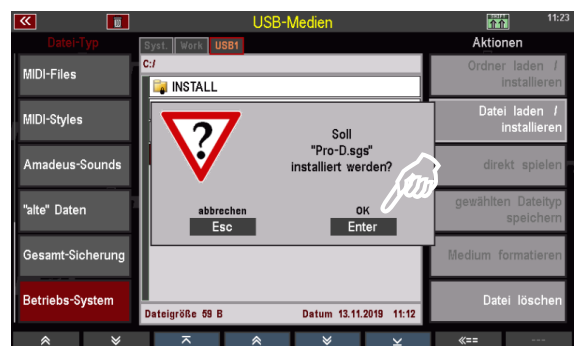 USB-Medien
11:23
Datei-Typ
Syst.
Work
USB1
Aktionen
C:/
MIDI-Files
INSTALL
Ordner laden /
installieren
MIDI-Styles
Datei laden /
installieren
Soll
"Pro-D.sgs"
installiert werden?
Amadeus-Sounds
direkt spielen
"alte" Daten
abbrechen
Esc
OK
Enter
gewählten Dateityp
speichern
Gesamt-Sicherung
Medium formatieren
Betriebs-System
Dateigröße 59 B
Datum 13.11.2019 11:12
Datei löschen
«==
---